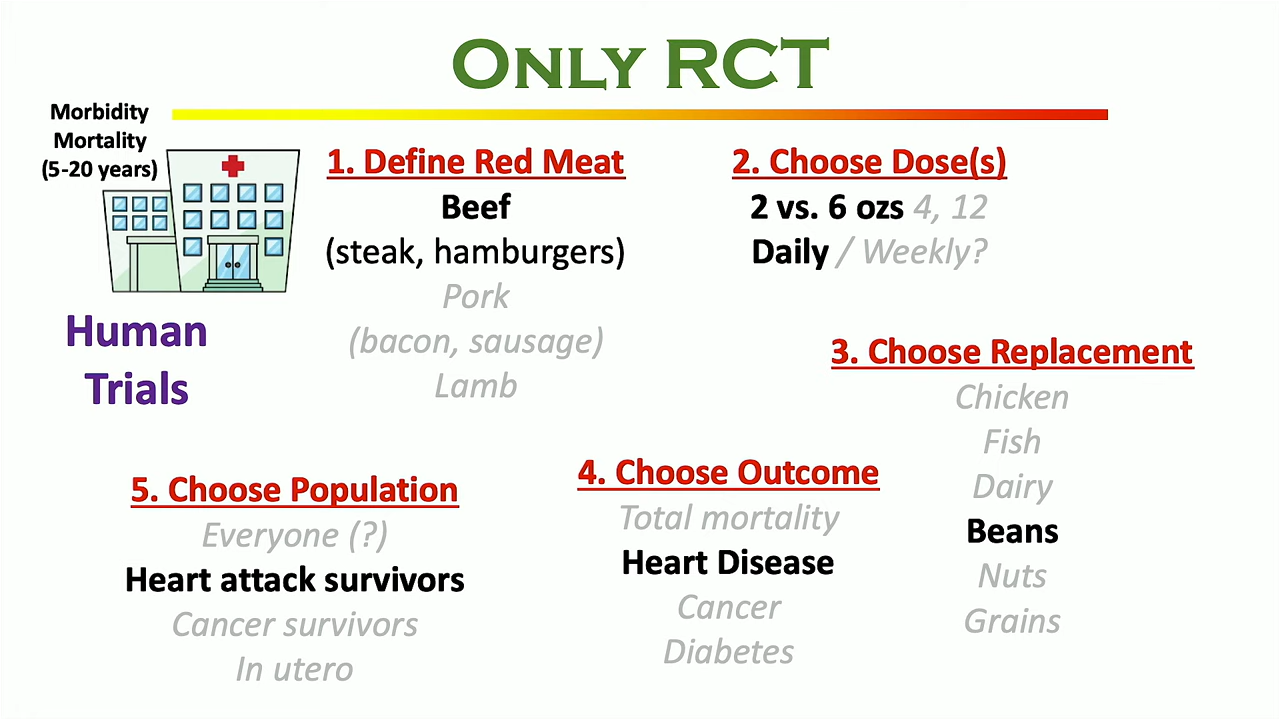 ONLY RCT
Morbidity
Mortality
(5-20 years)
Human
Trials
1. Define Red Meat
Beef
(steak, hamburgers)
Pork
(bacon, sausage)
Lamb
2. Choose Dose(s)
2 vs. 6 ozs 4, 12
Daily / Weekly?
3. Choose Replacement
Chicken
Fish
Dairy
Beans
Nuts
Grains
4. Choose Outcome
Total mortality
Heart Disease
Cancer
Diabetes
5. Choose Population
Everyone (?)
Heart attack survivors
Cancer survivors
In utero